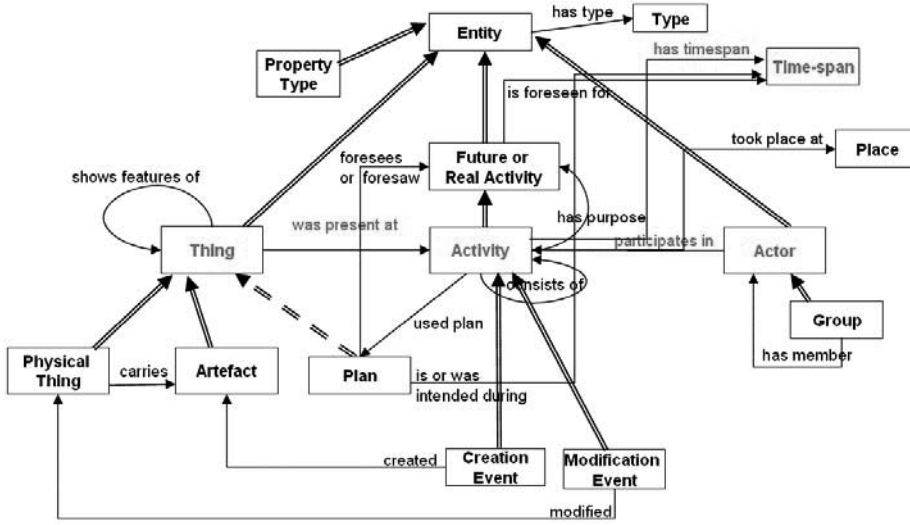 has type
Type
Entity
has timespan
Property
Type
Time-span
is foreseen for
took place at
Place
foresees
or foresaw
Future or
Real Activity
shows features of
has purpose
was present at
participates in
Thing
Activity
Actor
consists of
used plan
Group
Physical
Thing
carries
Artefact
Plan
has member
is or was
intended during
created
Creation
Event
Modification
Event
modified